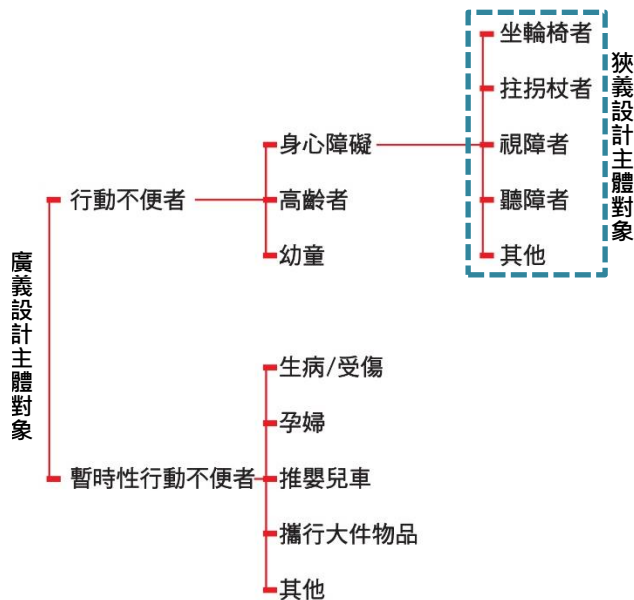 廣義設計主體對象
行動不便者
身心障礙
坐輪椅者
拄拐杖者
視障者
聽障者
其他
狹義設計主體對象
高齡者
幼童
暫時性行動不便者
生病/受傷
孕婦
推嬰兒車
攜行大件物品
其他